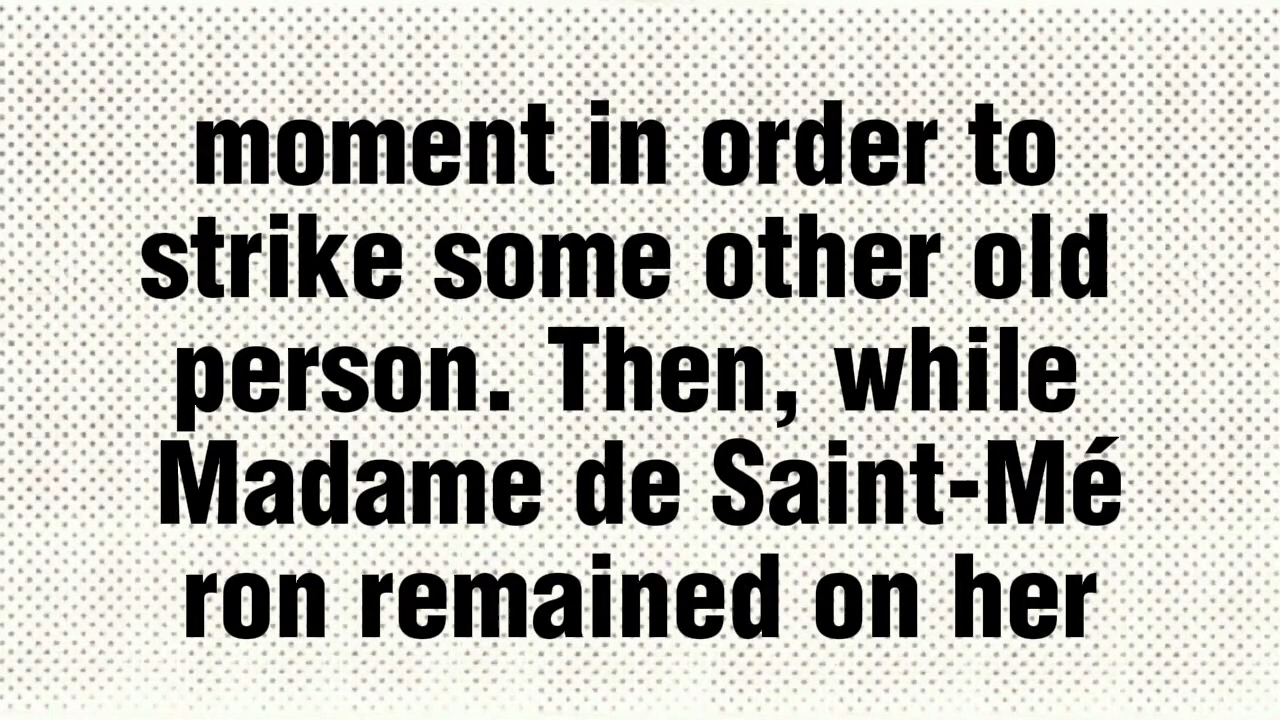 moment in order to
strike some other old
person. Then, while
Madame de Saint-Mé
ron remained on her